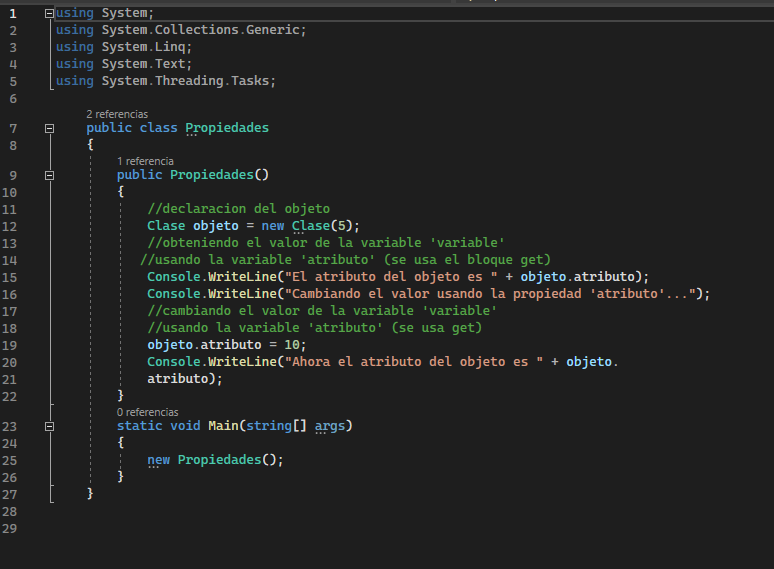 1 using System;
2 using System.Collections.Generic;
3 using System.Linq;
4 using System.Text;
5 using System.Threading.Tasks;
6
2 referencias
7 public class Propiedades
8 {
1 referencia
9 public Propiedades()
10 {
11 //declaracion del objeto
12 Clase objeto = new Clase(5);
13 //obteniendo el valor de la variable 'variable'
14 //usando la variable 'atributo' (se usa el bloque get)
15 Console.WriteLine("El atributo del objeto es " + objeto.atributo);
16 Console.WriteLine("Cambiando el valor usando la propiedad 'atributo'...");
17 //cambiando el valor de la variable 'variable'
18 //usando la variable 'atributo' (se usa get)
19 objeto.atributo = 10;
20 Console.WriteLine("Ahora el atributo del objeto es " + objeto.
21 atributo);
22 }
0 referencias
23 static void Main(string[] args)
24 {
25 new Propiedades();
26 }
27 }
28
29